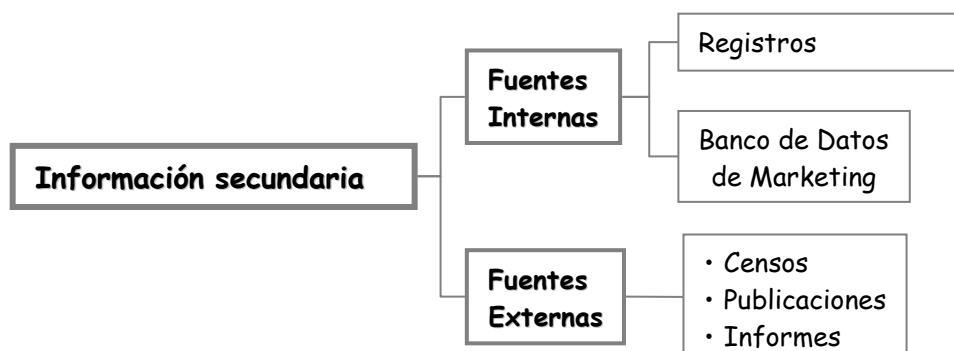 Información secundaria
Fuentes
Internas
Registros
Banco de Datos
de Marketing
Fuentes
Externas
• Censos
• Publicaciones
• Informes